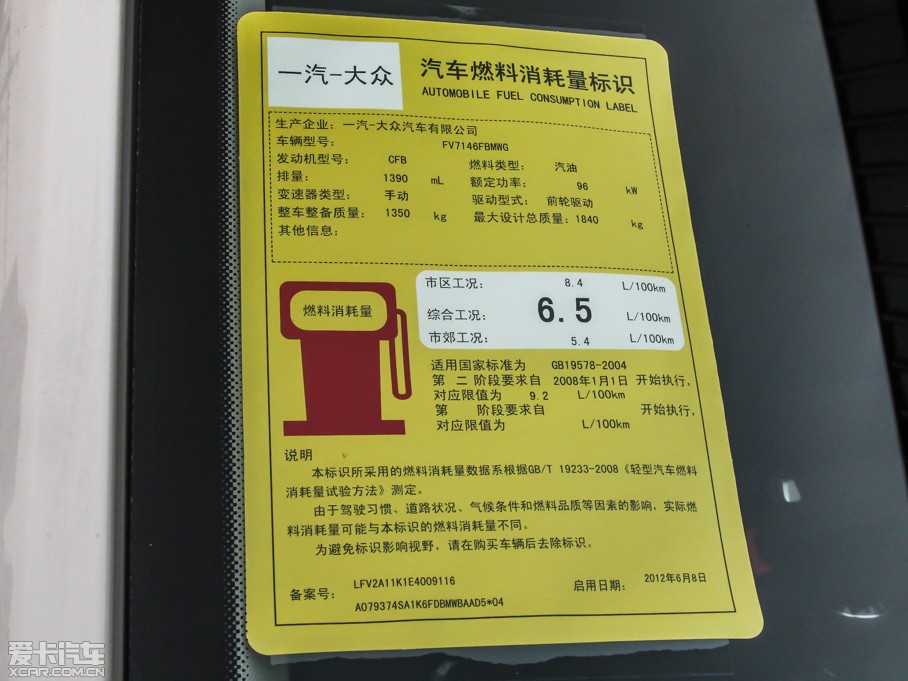 一汽-大众
汽车燃料消耗量标识
AUTOMOBILE FUEL CONSUMPTION LABEL
生产企业: 一汽-大众汽车有限公司
车辆型号: FV7146FBMWG
发动机型号: CFB 燃料类型: 汽油
排量: 1390 mL 额定功率: 96 kW
变速器类型: 手动 驱动型式: 前轮驱动
整车整备质量: 1350 kg 最大设计总质量: 1840 kg
其他信息:
燃料消耗量
市区工况: 8.4 L/100km
综合工况: 6.5 L/100km
市郊工况: 5.4 L/100km
适用国家标准为 GB19578-2004
第 二 阶段要求自 2008年1月1日 开始执行,
对应限值为 9.2 L/100km
第 阶段要求自 开始执行,
对应限值为 L/100km
说明
本标识所采用的燃料消耗量数据系根据GB/T 19233-2008《轻型汽车燃料
消耗量试验方法》测定。
由于驾驶习惯、道路状况、气候条件和燃料品质等因素的影响，实际燃
料消耗量可能与本标识的燃料消耗量不同。
为避免标识影响视野，请在购买车辆后去除标识。
备案号: LFV2A11K1E4009116 启用日期: 2012年6月8日
A079374SA1K6FDBMWBAAD5*04
爱卡汽车
XCAR.COM.CN